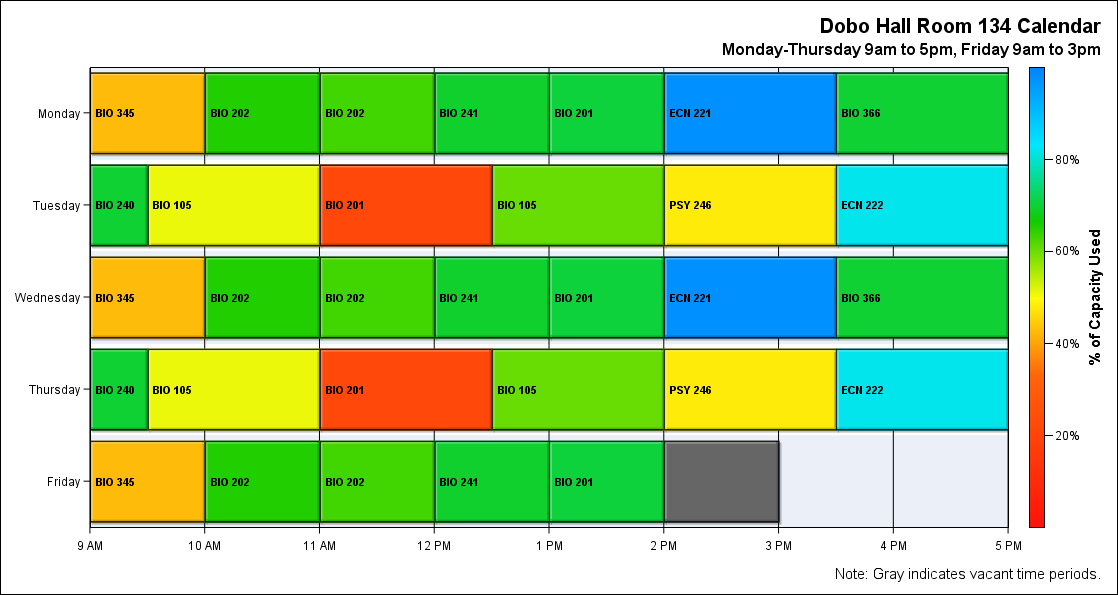 Dobo Hall Room 134 Calendar
Monday-Thursday 9am to 5pm, Friday 9am to 3pm
Monday
BIO 345
BIO 202
BIO 202
BIO 241
BIO 201
ECN 221
BIO 366
Tuesday
BIO 240
BIO 105
BIO 201
BIO 105
PSY 246
ECN 222
Wednesday
BIO 345
BIO 202
BIO 202
BIO 241
BIO 201
ECN 221
BIO 366
Thursday
BIO 240
BIO 105
BIO 201
BIO 105
PSY 246
ECN 222
Friday
BIO 345
BIO 202
BIO 202
BIO 241
BIO 201
9 AM
10 AM
11 AM
12 PM
1 PM
2 PM
3 PM
4 PM
5 PM
80%
60%
40%
20%
% of Capacity Used
Note: Gray indicates vacant time periods.